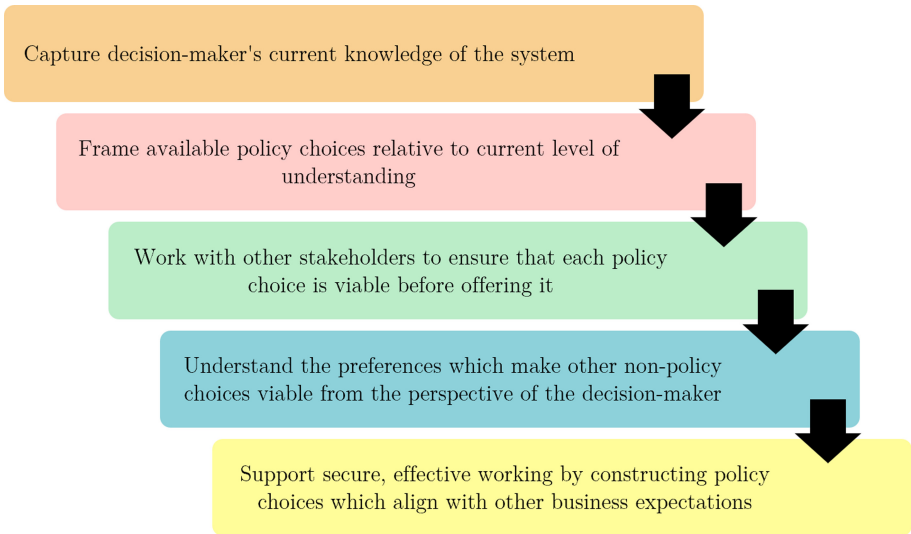 Capture decision-maker's current knowledge of the system
Frame available policy choices relative to current level of
understanding
Work with other stakeholders to ensure that each policy
choice is viable before offering it
Understand the preferences which make other non-policy
choices viable from the perspective of the decision-maker
Support secure, effective working by constructing policy
choices which align with other business expectations